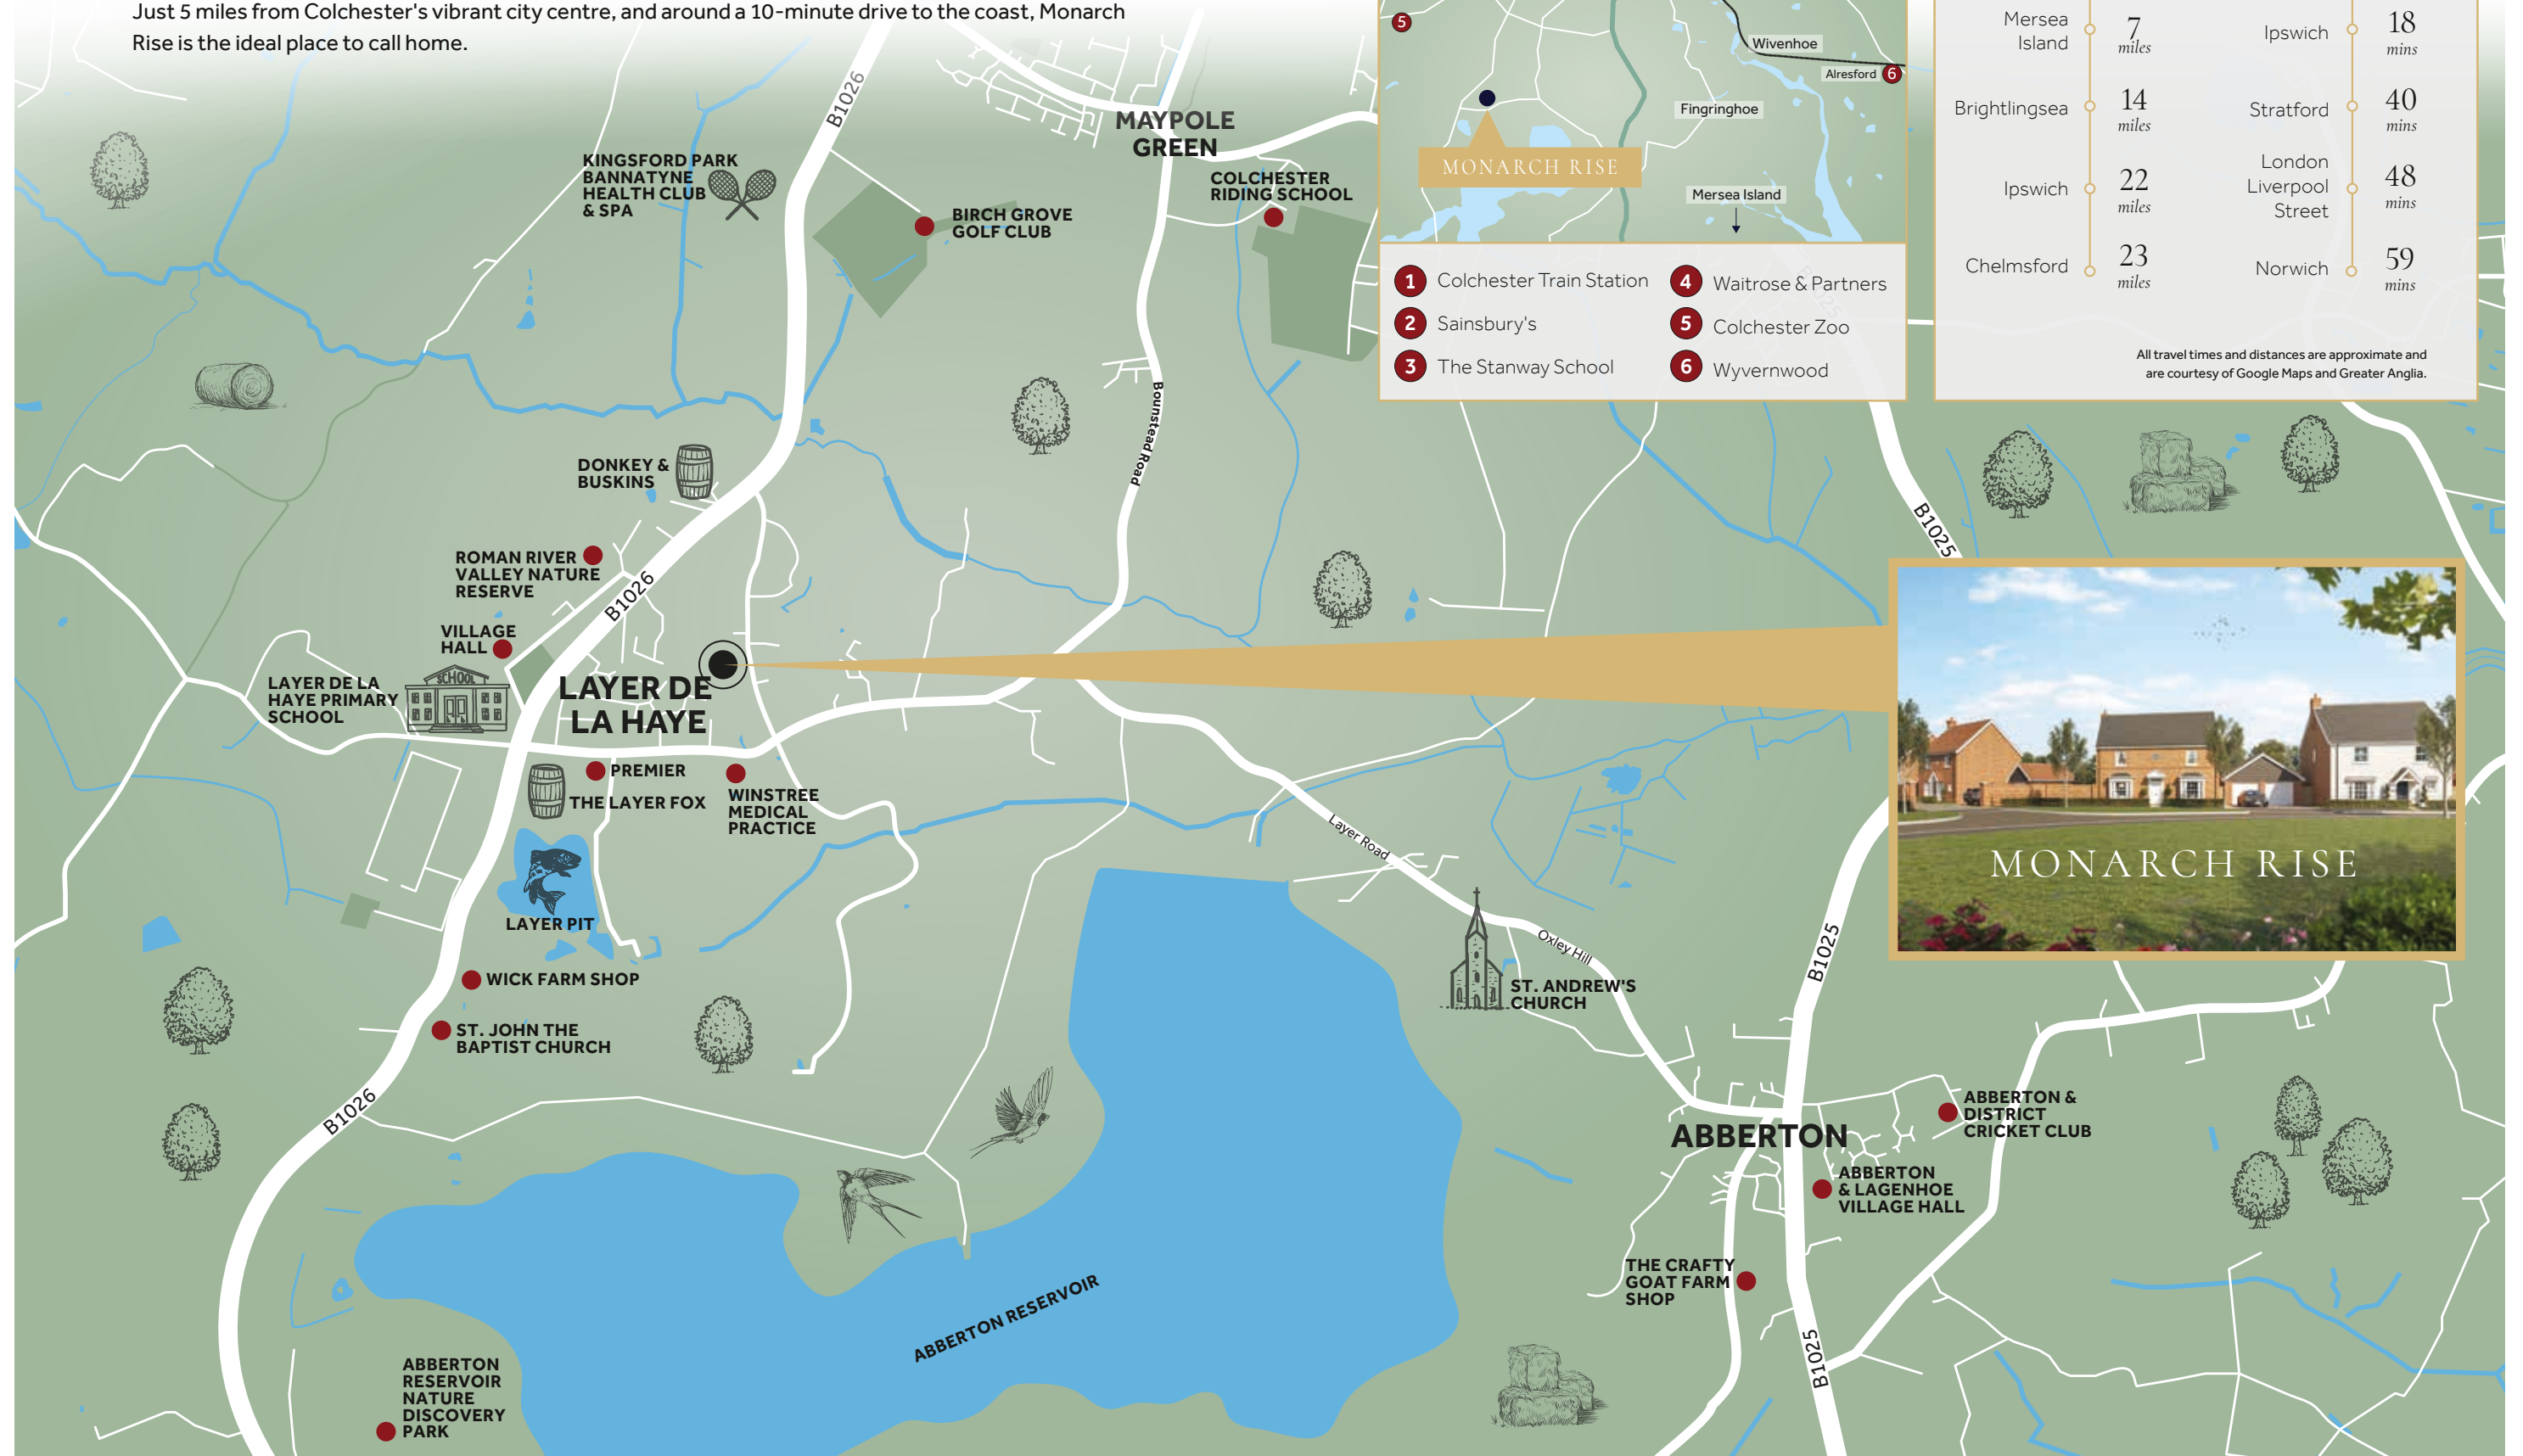 Just 5 miles from Colchester's vibrant city centre, and around a 10-minute drive to the coast, Monarch
Rise is the ideal place to call home.
5
Wivenhoe
Alresford
6
Fingringhoe
MONARCH RISE
Mersea Island
1 Colchester Train Station
2 Sainsbury's
3 The Stanway School
4 Waitrose & Partners
5 Colchester Zoo
6 Wyvernwood
Mersea
Island
7
miles
Brightlingsea
14
miles
Ipswich
22
miles
Chelmsford
23
miles
Ipswich
18
mins
Stratford
40
mins
London
Liverpool
Street
48
mins
Norwich
59
mins
All travel times and distances are approximate and
are courtesy of Google Maps and Greater Anglia.
B1026
MAYPOLE
GREEN
KINGSFORD PARK
BANNATYNE
HEALTH CLUB
& SPA
BIRCH GROVE
GOLF CLUB
COLCHESTER
RIDING SCHOOL
B1025
Bounstead Road
DONKEY &
BUSKINS
B1025
ROMAN RIVER
VALLEY NATURE
RESERVE
B1026
VILLAGE
HALL
SCHOOL
LAYER DE LA
HAYE PRIMARY
SCHOOL
LAYER DE
LA HAYE
PREMIER
THE LAYER FOX
WINSTREE
MEDICAL
PRACTICE
Layer Road
MONARCH RISE
LAYER PIT
Oxley Hill
B1025
WICK FARM SHOP
ST. ANDREW'S
CHURCH
ST. JOHN THE
BAPTIST CHURCH
B1026
ABBERTON &
DISTRICT
CRICKET CLUB
ABBERTON
ABBERTON
& LAGENHOE
VILLAGE HALL
THE CRAFTY
GOAT FARM
SHOP
ABBERTON RESERVOIR
B1025
ABBERTON
RESERVOIR
NATURE
DISCOVERY
PARK